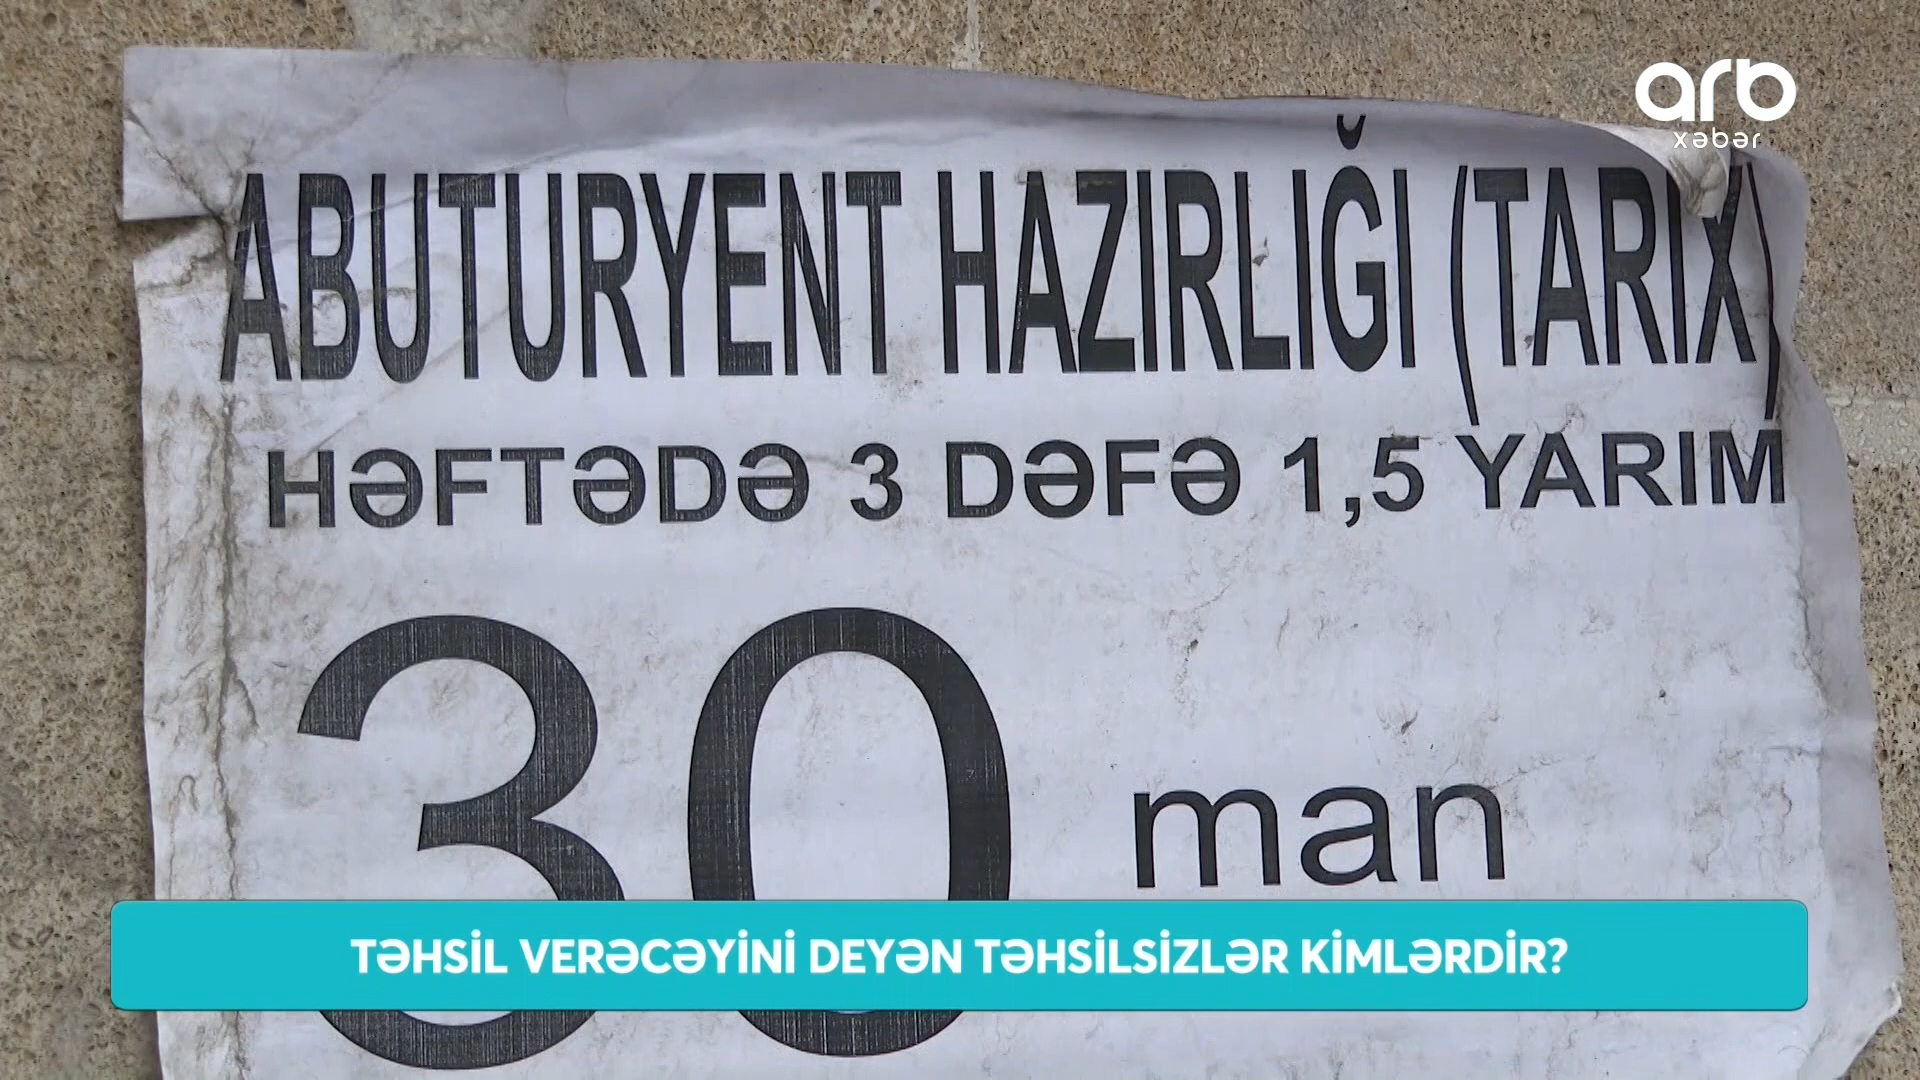 arb
xəbər
ABUTURYENT HAZIRLIĞI (TARIX)
HƏFTƏDƏ 3 DƏFƏ 1,5 YARIM
30 man
TƏHSİL VERƏCƏYİNİ DEYƏN TƏHSİLSİZLƏR KİMLƏRDİR?